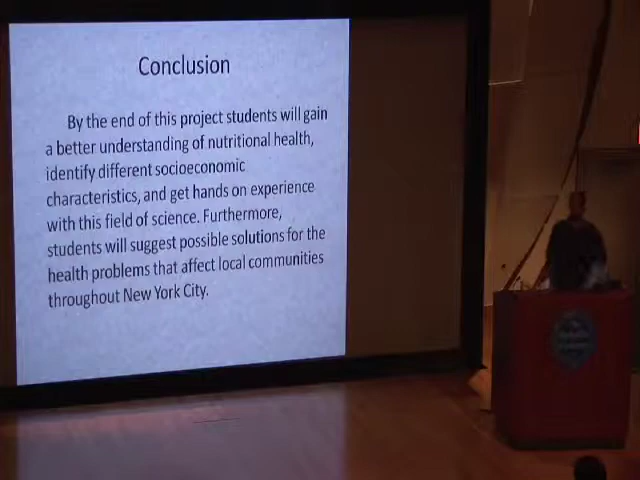 Conclusion
By the end of this project students will gain
a better understanding of nutritional health,
identify different socioeconomic
characteristics, and get hands on experience
with this field of science. Furthermore,
students will suggest possible solutions for the
health problems that affect local communities
throughout New York City.